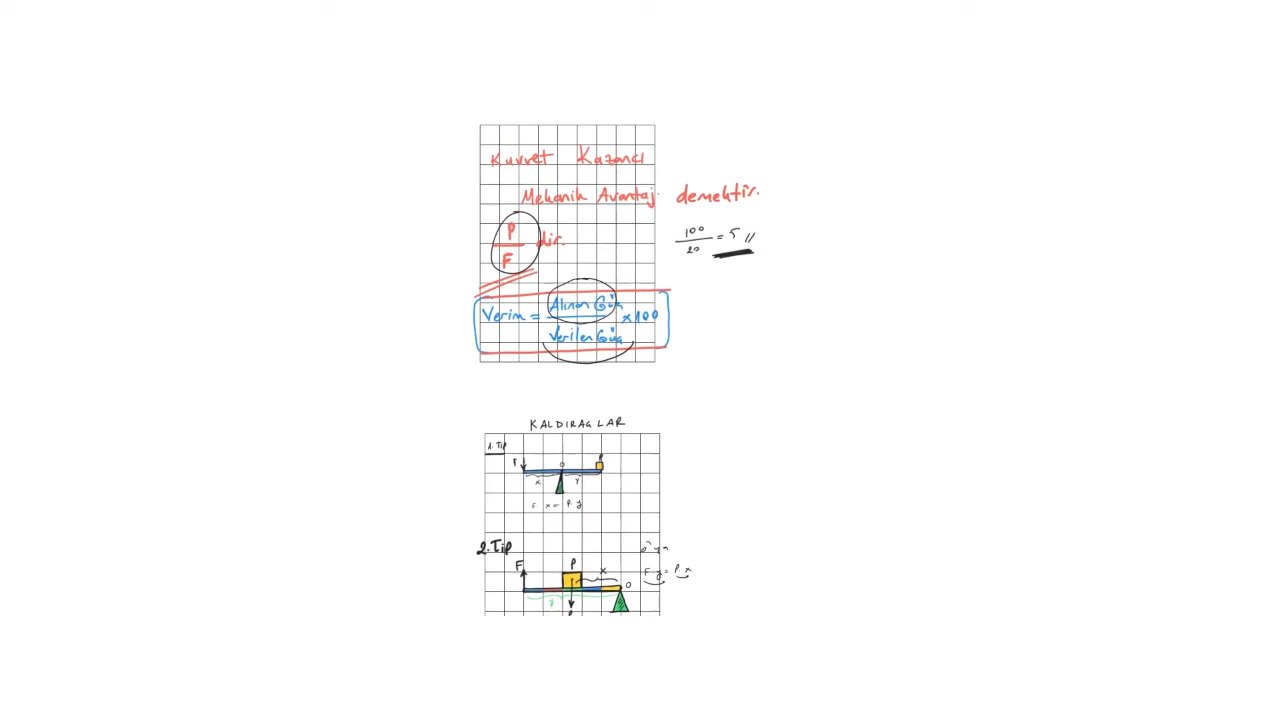 Kuvvet Kazancı
Mekanik Avantaj demektir.
P
F
dir.
100
20
= 5 //
Verim = Alınan Güç
Verilen Güç
x 100
KALDIRAÇLAR
1. Tip
F O P
x y
F. x = P. y
2. Tip
F P x O
F y = P. x
y